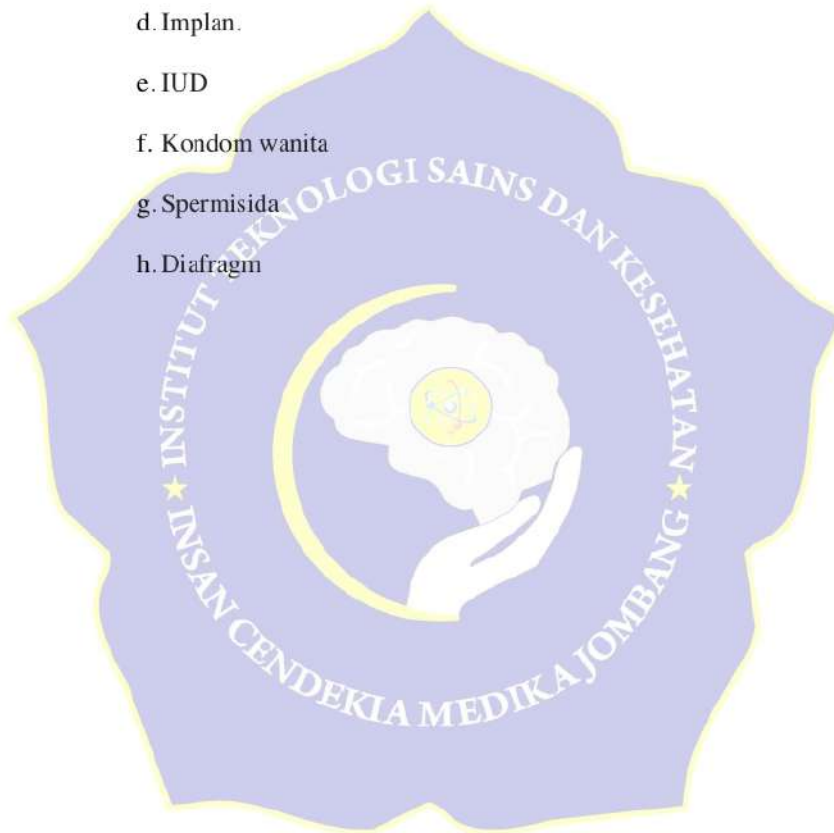 d. Implan.
e. IUD
f. Kondom wanita
g. Spermisida
h. Diafragm
INSTITUT TEKNOLOGI SAINS DAN KESEHATAN
INSAN CENDEKIA MEDIKA JOMBANG